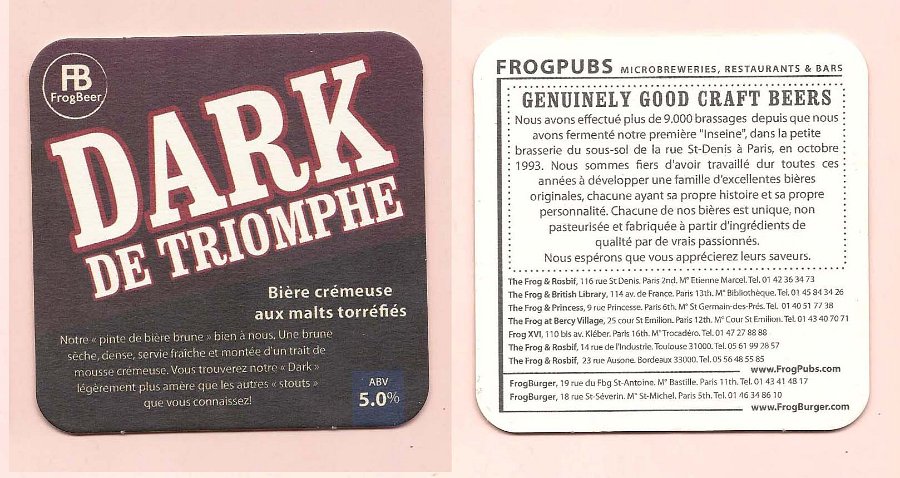 FB
FrogBeer
DARK
DE TRIOMPHE
Bière crémeuse
aux malts torréfiés
Notre « pinte de bière brune » bien à nous. Une brune
sèche, dense, servie fraîche et montée d'un trait de
mousse crémeuse. Vous trouverez notre « Dark »
légèrement plus amère que les autres « stouts »
que vous connaissez!
ABV
5.0%
FROGPUBS MICROBREWERIES, RESTAURANTS & BARS
GENUINELY GOOD CRAFT BEERS
Nous avons effectué plus de 9.000 brassages depuis que nous
avons fermenté notre première "Inseine", dans la petite
brasserie du sous-sol de la rue St-Denis à Paris, en octobre
1993. Nous sommes fiers d'avoir travaillé dur toutes ces
années à développer une famille d'excellentes bières
originales, chacune ayant sa propre histoire et sa propre
personnalité. Chacune de nos bières est unique, non
pasteurisée et fabriquée à partir d'ingrédients de
qualité par de vrais passionnés.
Nous espérons que vous apprécierez leurs saveurs.
The Frog & Rosbif, 116 rue St Denis. Paris 2nd. M° Etienne Marcel. Tel. 01 42 36 34 73
The Frog & British Library, 114 av. de France. Paris 13th. M° Bibliothèque. Tel. 01 45 84 34 26
The Frog & Princess, 9 rue Princesse. Paris 6th. M° St Germain-des-Prés. Tel. 01 40 51 77 38
The Frog at Bercy Village, 25 cour St Emilion. Paris 12th. M° Cour St Emilion. Tel. 01 43 40 70 71
Frog XVI, 110 bis av. Kléber. Paris 16th. M° Trocadéro. Tel. 01 47 27 88 88
The Frog & Rosbif, 14 rue de l'Industrie. Toulouse 31000. Tel. 05 61 99 28 57
The Frog & Rosbif, 23 rue Ausone. Bordeaux 33000. Tel. 05 56 48 55 85
www.FrogPubs.com
FrogBurger, 19 rue du Fbg St-Antoine. M° Bastille. Paris 11th. Tel. 01 43 41 48 17
FrogBurger, 18 rue St-Séverin. M° St-Michel. Paris 5th. Tel. 01 46 34 86 10
www.FrogBurger.com